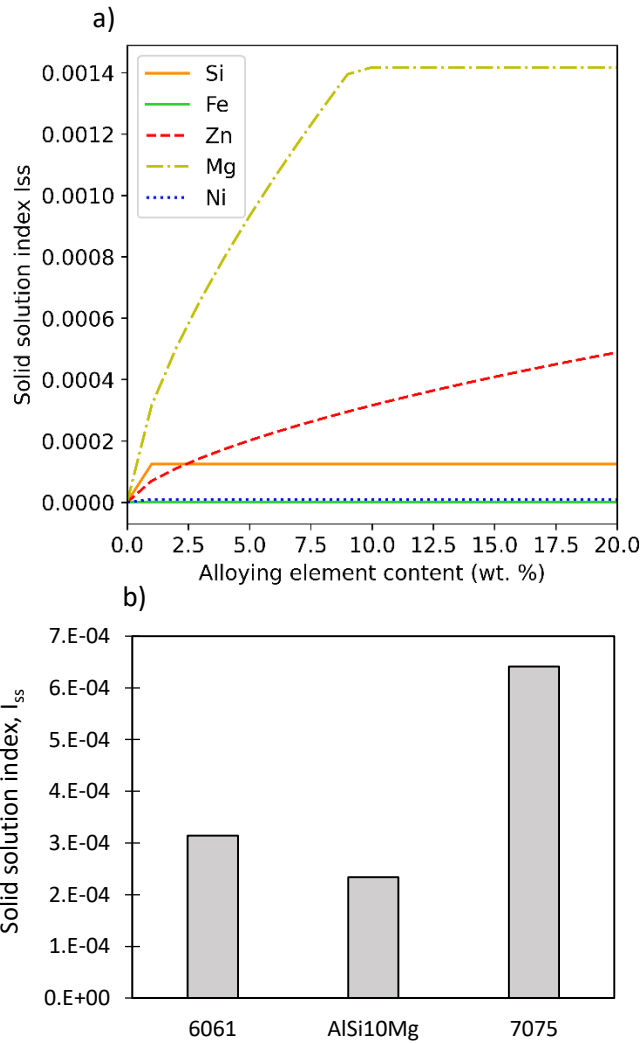 a)
Solid solution index Iss
0.0014
0.0012
0.0010
0.0008
0.0006
0.0004
0.0002
0.0000
Si
Fe
Zn
Mg
Ni
0.0
2.5
5.0
7.5
10.0
12.5
15.0
17.5
20.0
Alloying element content (wt. %)
b)
Solid solution index, Iss
7.E-04
6.E-04
5.E-04
4.E-04
3.E-04
2.E-04
1.E-04
0.E+00
6061
AlSi10Mg
7075